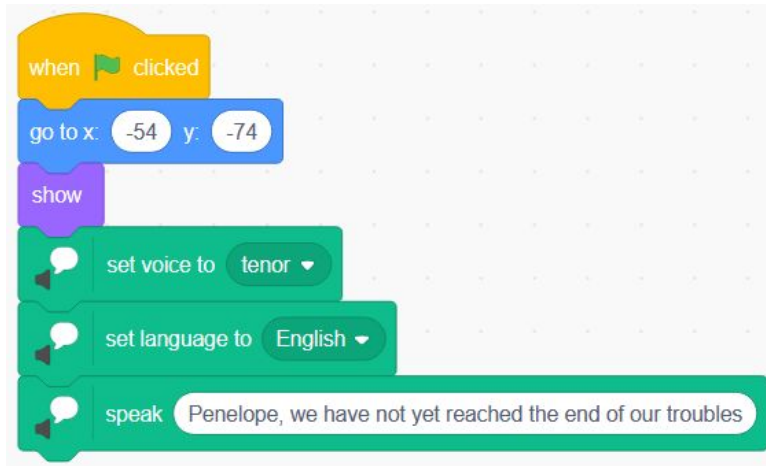 when clicked
go to x: -54 y: -74
show
set voice to tenor
set language to English
speak Penelope, we have not yet reached the end of our troubles